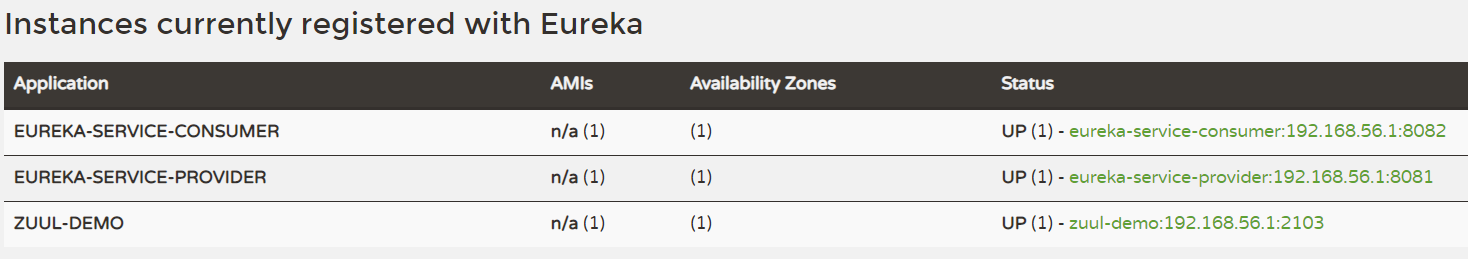 Instances currently registered with Eureka
Application AMIs Availability Zones Status
EUREKA-SERVICE-CONSUMER n/a (1) (1) UP (1) - eureka-service-consumer:192.168.56.1:8082
EUREKA-SERVICE-PROVIDER n/a (1) (1) UP (1) - eureka-service-provider:192.168.56.1:8081
ZUUL-DEMO n/a (1) (1) UP (1) - zuul-demo:192.168.56.1:2103